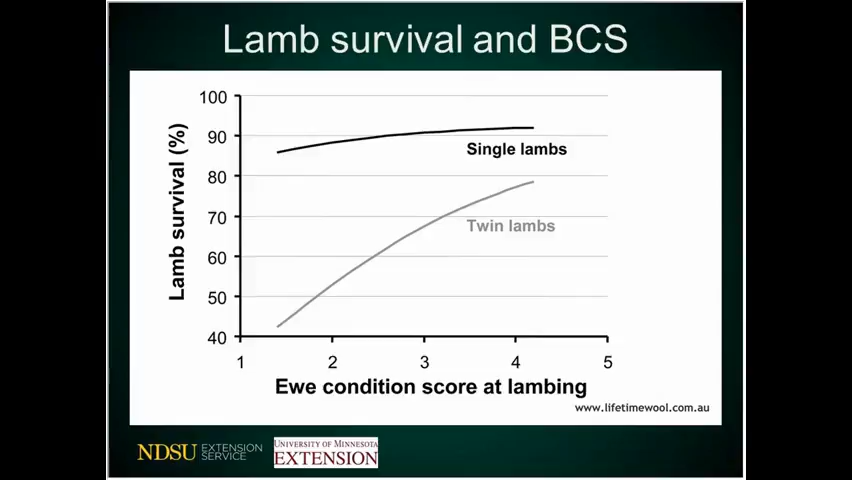 Lamb survival and BCS
100
90
80
70
60
50
40
Lamb survival (%)
Single lambs
Twin lambs
1 2 3 4 5
Ewe condition score at lambing
www.lifetimewool.com.au
NDSU EXTENSION
SERVICE
UNIVERSITY OF MINNESOTA
EXTENSION